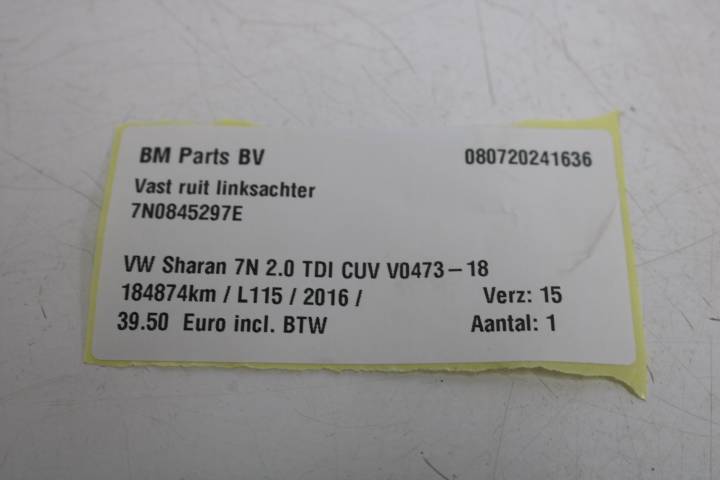 BM Parts BV 080720241636
Vast ruit linksachter
7N0845297E
VW Sharan 7N 2.0 TDI CUV V0473-18
184874km / L115 / 2016 / Verz: 15
39.50 Euro incl. BTW Aantal: 1